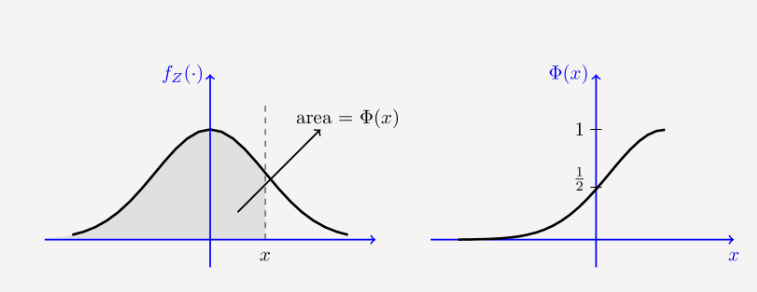 f_Z(·)
area = Φ(x)
x
Φ(x)
1
1/2
x